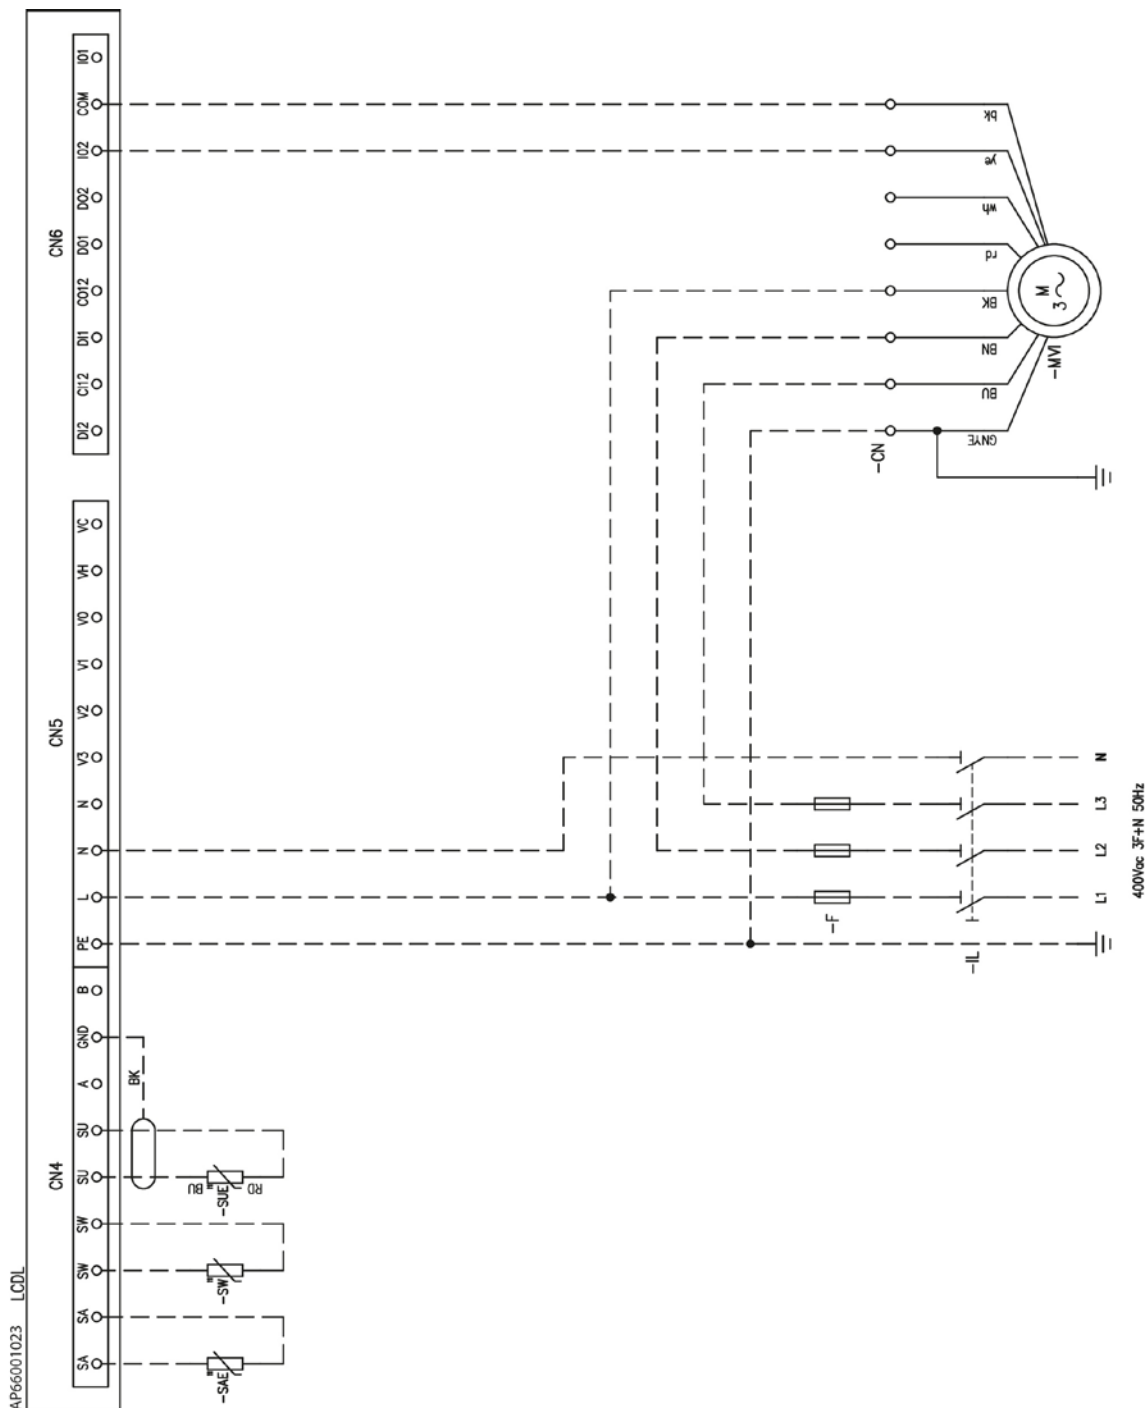 AP66001023 LCDL
CN6
IO1
COM
IO2
DO2
DO1
CO12
DI1
CI12
DI2
CN5
VC
VH
V0
V1
V2
V3
N
N
L
PE
CN4
B
GND
A
SU
SU
SW
SW
SA
SA
BK
BU
RD
-SUE
-SW
-SAE
bk
ye
wh
rd
BK
BN
BU
GNYE
-CN
M
3~
-MVI
-F
-IL
N
L3
L2
L1
400Vac 3F+N 50Hz